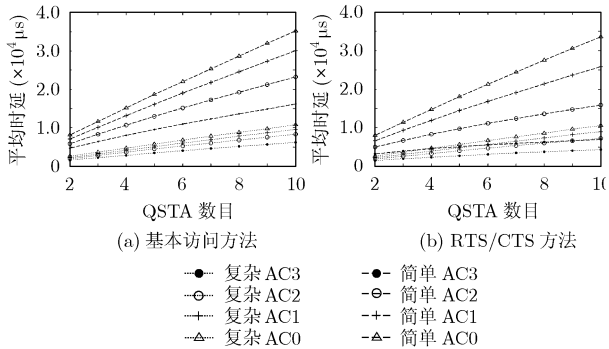 4.0
3.0
2.0
1.0
0
2 4 6 8 10
平均时延 (×10⁴ μs)
QSTA 数目
(a) 基本访问方法
4.0
3.0
2.0
1.0
0
2 4 6 8 10
平均时延 (×10⁴ μs)
QSTA 数目
(b) RTS/CTS 方法
复杂 AC3
复杂 AC2
复杂 AC1
复杂 AC0
简单 AC3
简单 AC2
简单 AC1
简单 AC0